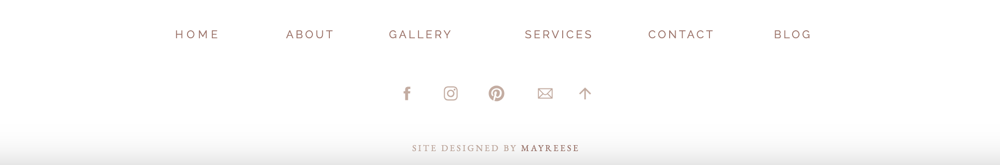 HOME ABOUT GALLERY SERVICES CONTACT BLOG
SITE DESIGNED BY MAYREESE